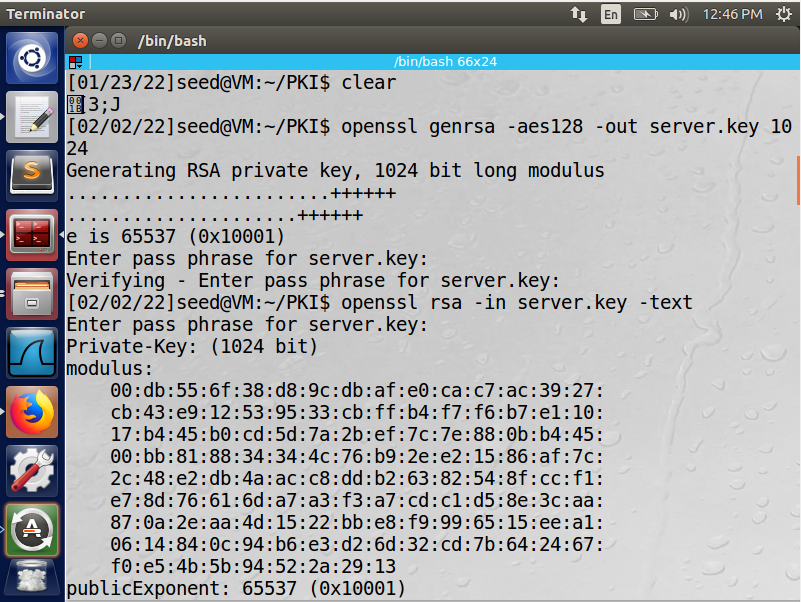 Terminator
En
12:46 PM
/bin/bash
/bin/bash 66x24
[01/23/22]seed@VM:~/PKI$ clear
[3;J
[02/02/22]seed@VM:~/PKI$ openssl genrsa -aes128 -out server.key 10
24
Generating RSA private key, 1024 bit long modulus
........................++++++
.....................++++++
e is 65537 (0x10001)
Enter pass phrase for server.key:
Verifying - Enter pass phrase for server.key:
[02/02/22]seed@VM:~/PKI$ openssl rsa -in server.key -text
Enter pass phrase for server.key:
Private-Key: (1024 bit)
modulus:
00:db:55:6f:38:d8:9c:db:af:e0:ca:c7:ac:39:27:
cb:43:e9:12:53:95:33:cb:ff:b4:f7:f6:b7:e1:10:
17:b4:45:b0:cd:5d:7a:2b:ef:7c:7e:88:0b:b4:45:
00:bb:81:88:34:34:4c:76:b9:2e:e2:15:86:af:7c:
2c:48:e2:db:4a:ac:c8:dd:b2:63:82:54:8f:cc:f1:
e7:8d:76:61:6d:a7:a3:f3:a7:cd:c1:d5:8e:3c:aa:
87:0a:2e:aa:4d:15:22:bb:e8:f9:99:65:15:ee:a1:
06:14:84:0c:94:b6:e3:d2:6d:32:cd:7b:64:24:67:
f0:e5:4b:5b:94:52:2a:29:13
publicExponent: 65537 (0x10001)